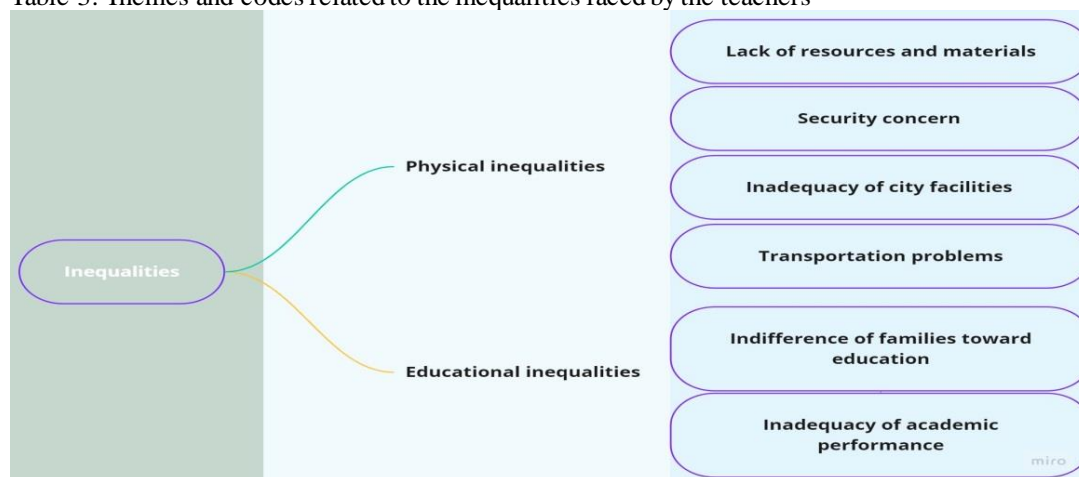 Table 3. Themes and codes related to the inequalities faced by the teachers
Inequalities
Physical inequalities
Lack of resources and materials
Security concern
Inadequacy of city facilities
Transportation problems
Educational inequalities
Indifference of families toward
education
Inadequacy of academic
performance
miro